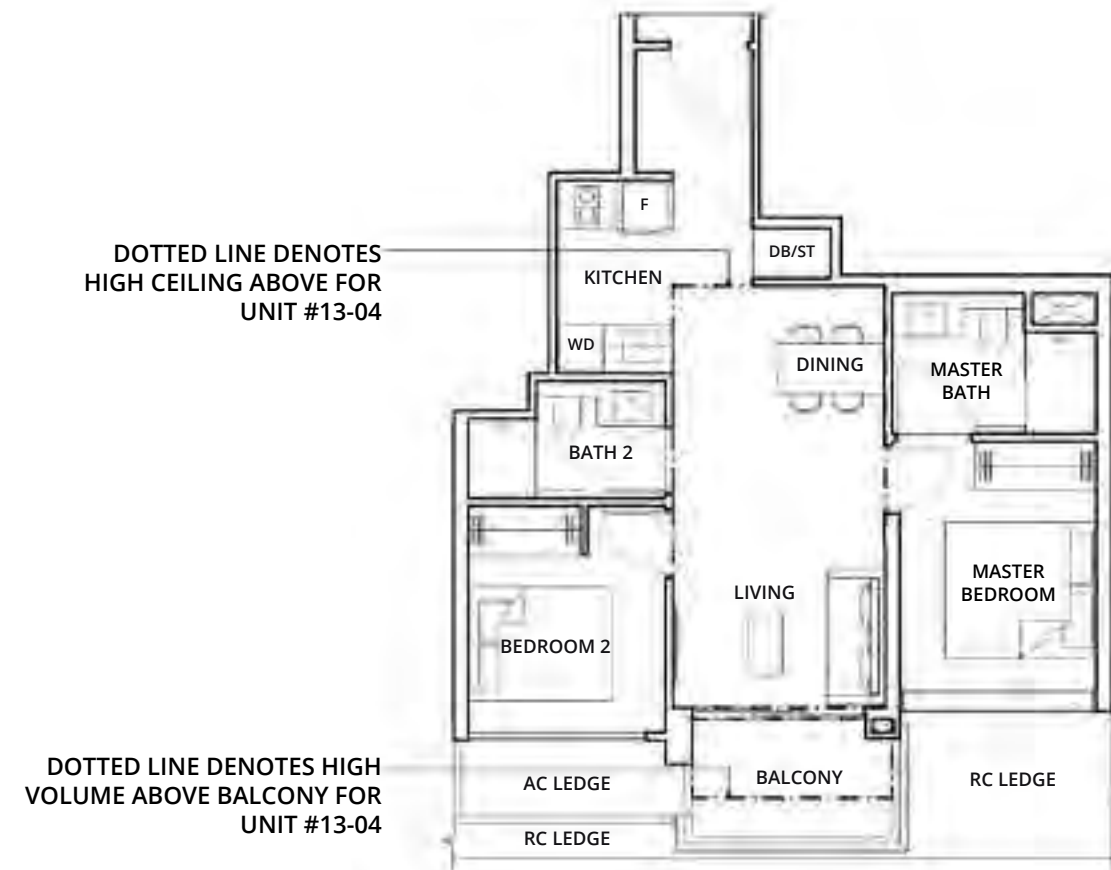 F
DB/ST
DOTTED LINE DENOTES
HIGH CEILING ABOVE FOR
UNIT #13-04
KITCHEN
WD
DINING
MASTER
BATH
BATH 2
LIVING
MASTER
BEDROOM
BEDROOM 2
DOTTED LINE DENOTES HIGH
VOLUME ABOVE BALCONY FOR
UNIT #13-04
AC LEDGE
BALCONY
RC LEDGE
RC LEDGE